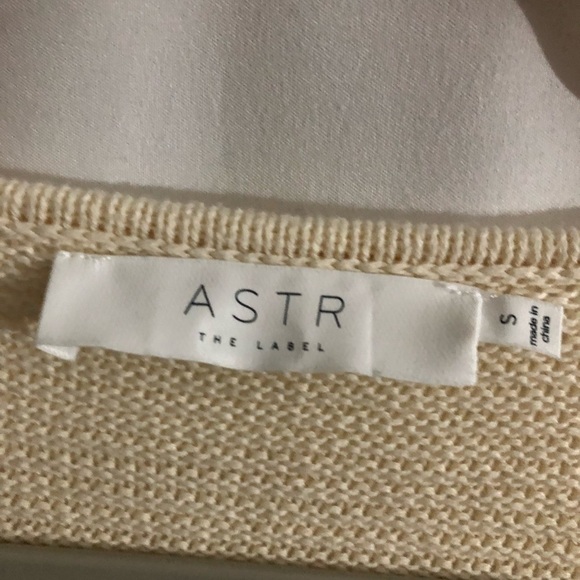 ASTR
THE LABEL
S
made in
china